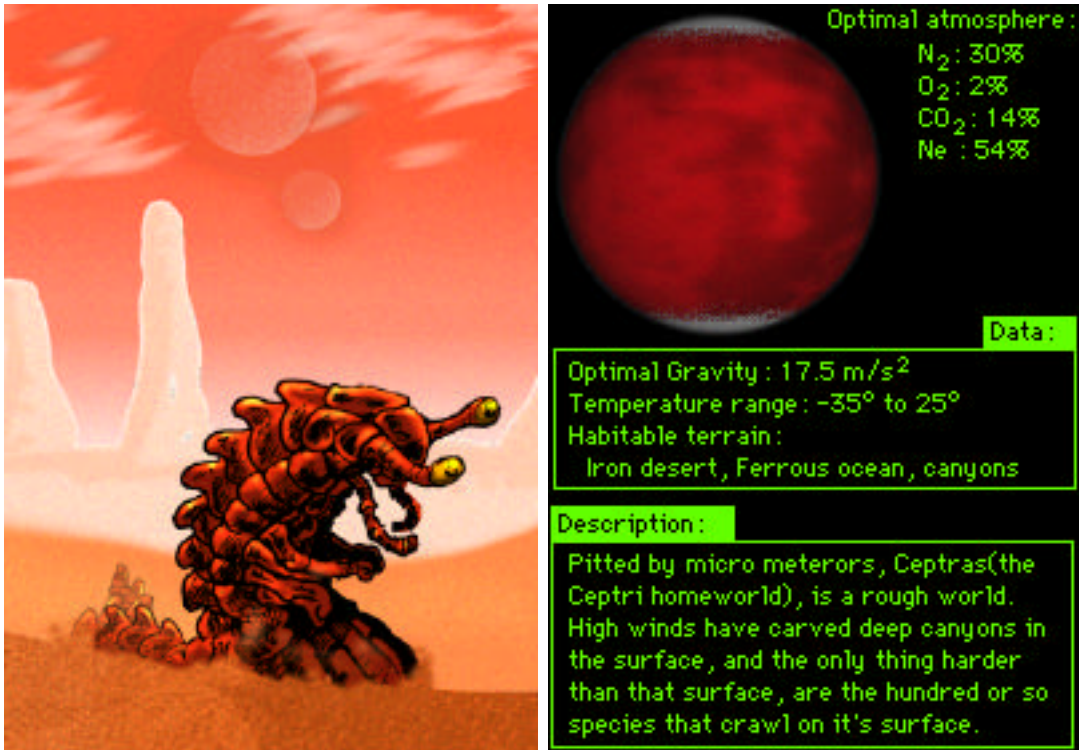 Optimal atmosphere:
N2: 30%
O2: 2%
CO2: 14%
Ne : 54%
Data:
Optimal Gravity: 17.5 m/s2
Temperature range: -35° to 25°
Habitable terrain:
Iron desert, Ferrous ocean, canyons
Description:
Pitted by micro meterors, Ceptras(the
Ceptri homeworld), is a rough world.
High winds have carved deep canyons in
the surface, and the only thing harder
than that surface, are the hundred or so
species that crawl on it's surface.